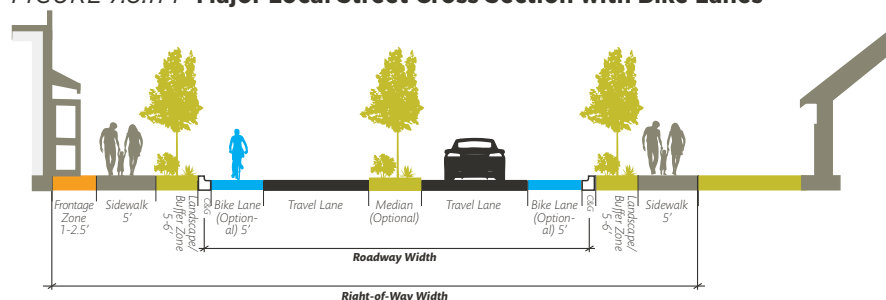 Major Local Street Cross Section with Bike Lanes
Frontage
Zone
1-2.5'
Sidewalk
5'
Landscape/
Buffer Zone
5-6'
C&G
Bike Lane
(Option-
al) 5'
Travel Lane
Median
(Optional)
Travel Lane
Bike Lane
(Option-
al) 5'
C&G
Landscape/
Buffer Zone
5-6'
Sidewalk
5'
Roadway Width
Right-of-Way Width